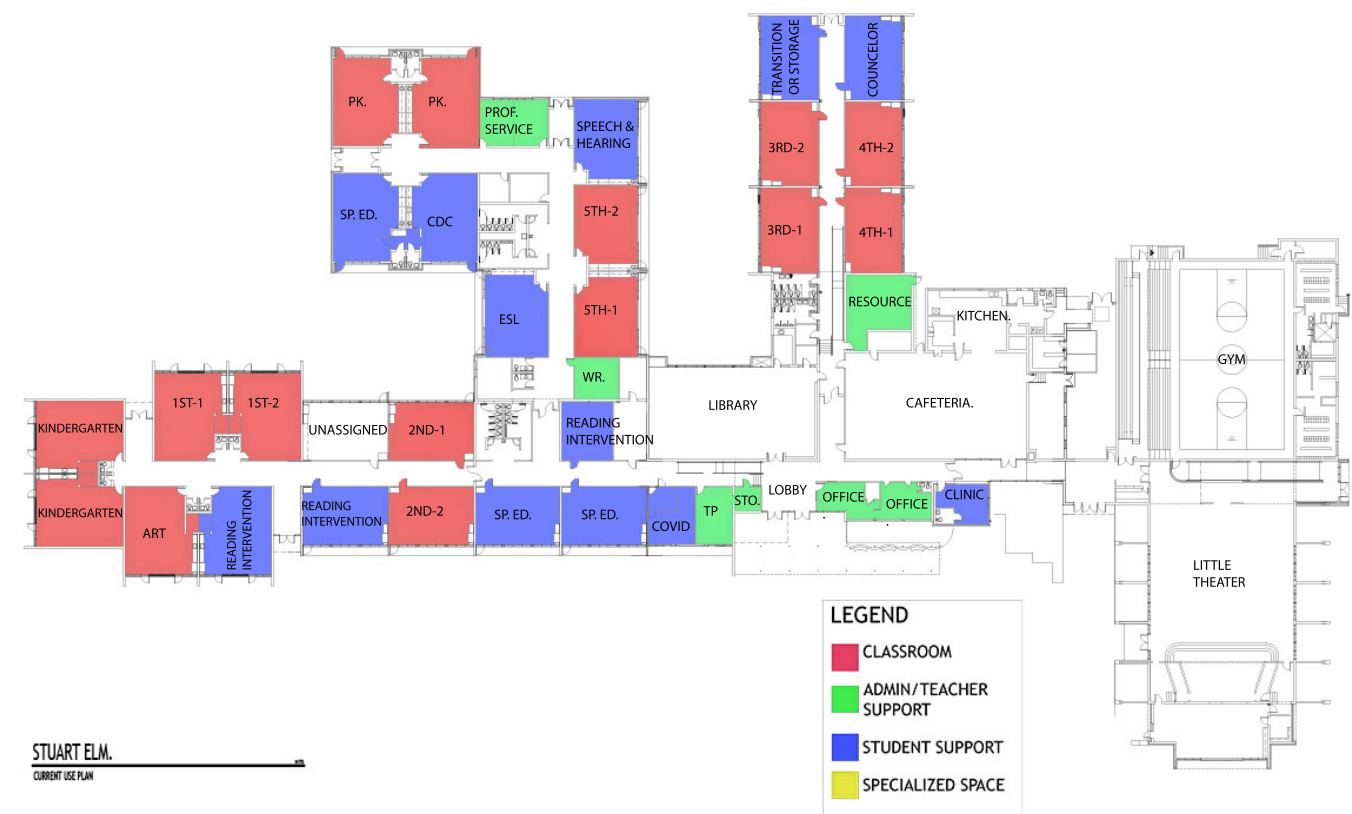 TRANSITION
OR STORAGE
COUNCELOR
PK.
PK.
PROF.
SERVICE
SPEECH &
HEARING
3RD-2
4TH-2
SP. ED.
CDC
5TH-2
3RD-1
4TH-1
ESL
5TH-1
RESOURCE
KITCHEN.
GYM
WR.
LIBRARY
CAFETERIA.
1ST-1
1ST-2
KINDERGARTEN
UNASSIGNED
2ND-1
READING
INTERVENTION
KINDERGARTEN
ART
READING
INTERVENTION
READING
INTERVENTION
2ND-2
SP. ED.
SP. ED.
COVID
TP
STO.
LOBBY
OFFICE
OFFICE
CLINIC
LITTLE
THEATER
LEGEND
CLASSROOM
ADMIN/TEACHER
SUPPORT
STUDENT SUPPORT
SPECIALIZED SPACE
STUART ELM.
CURRENT USE PLAN